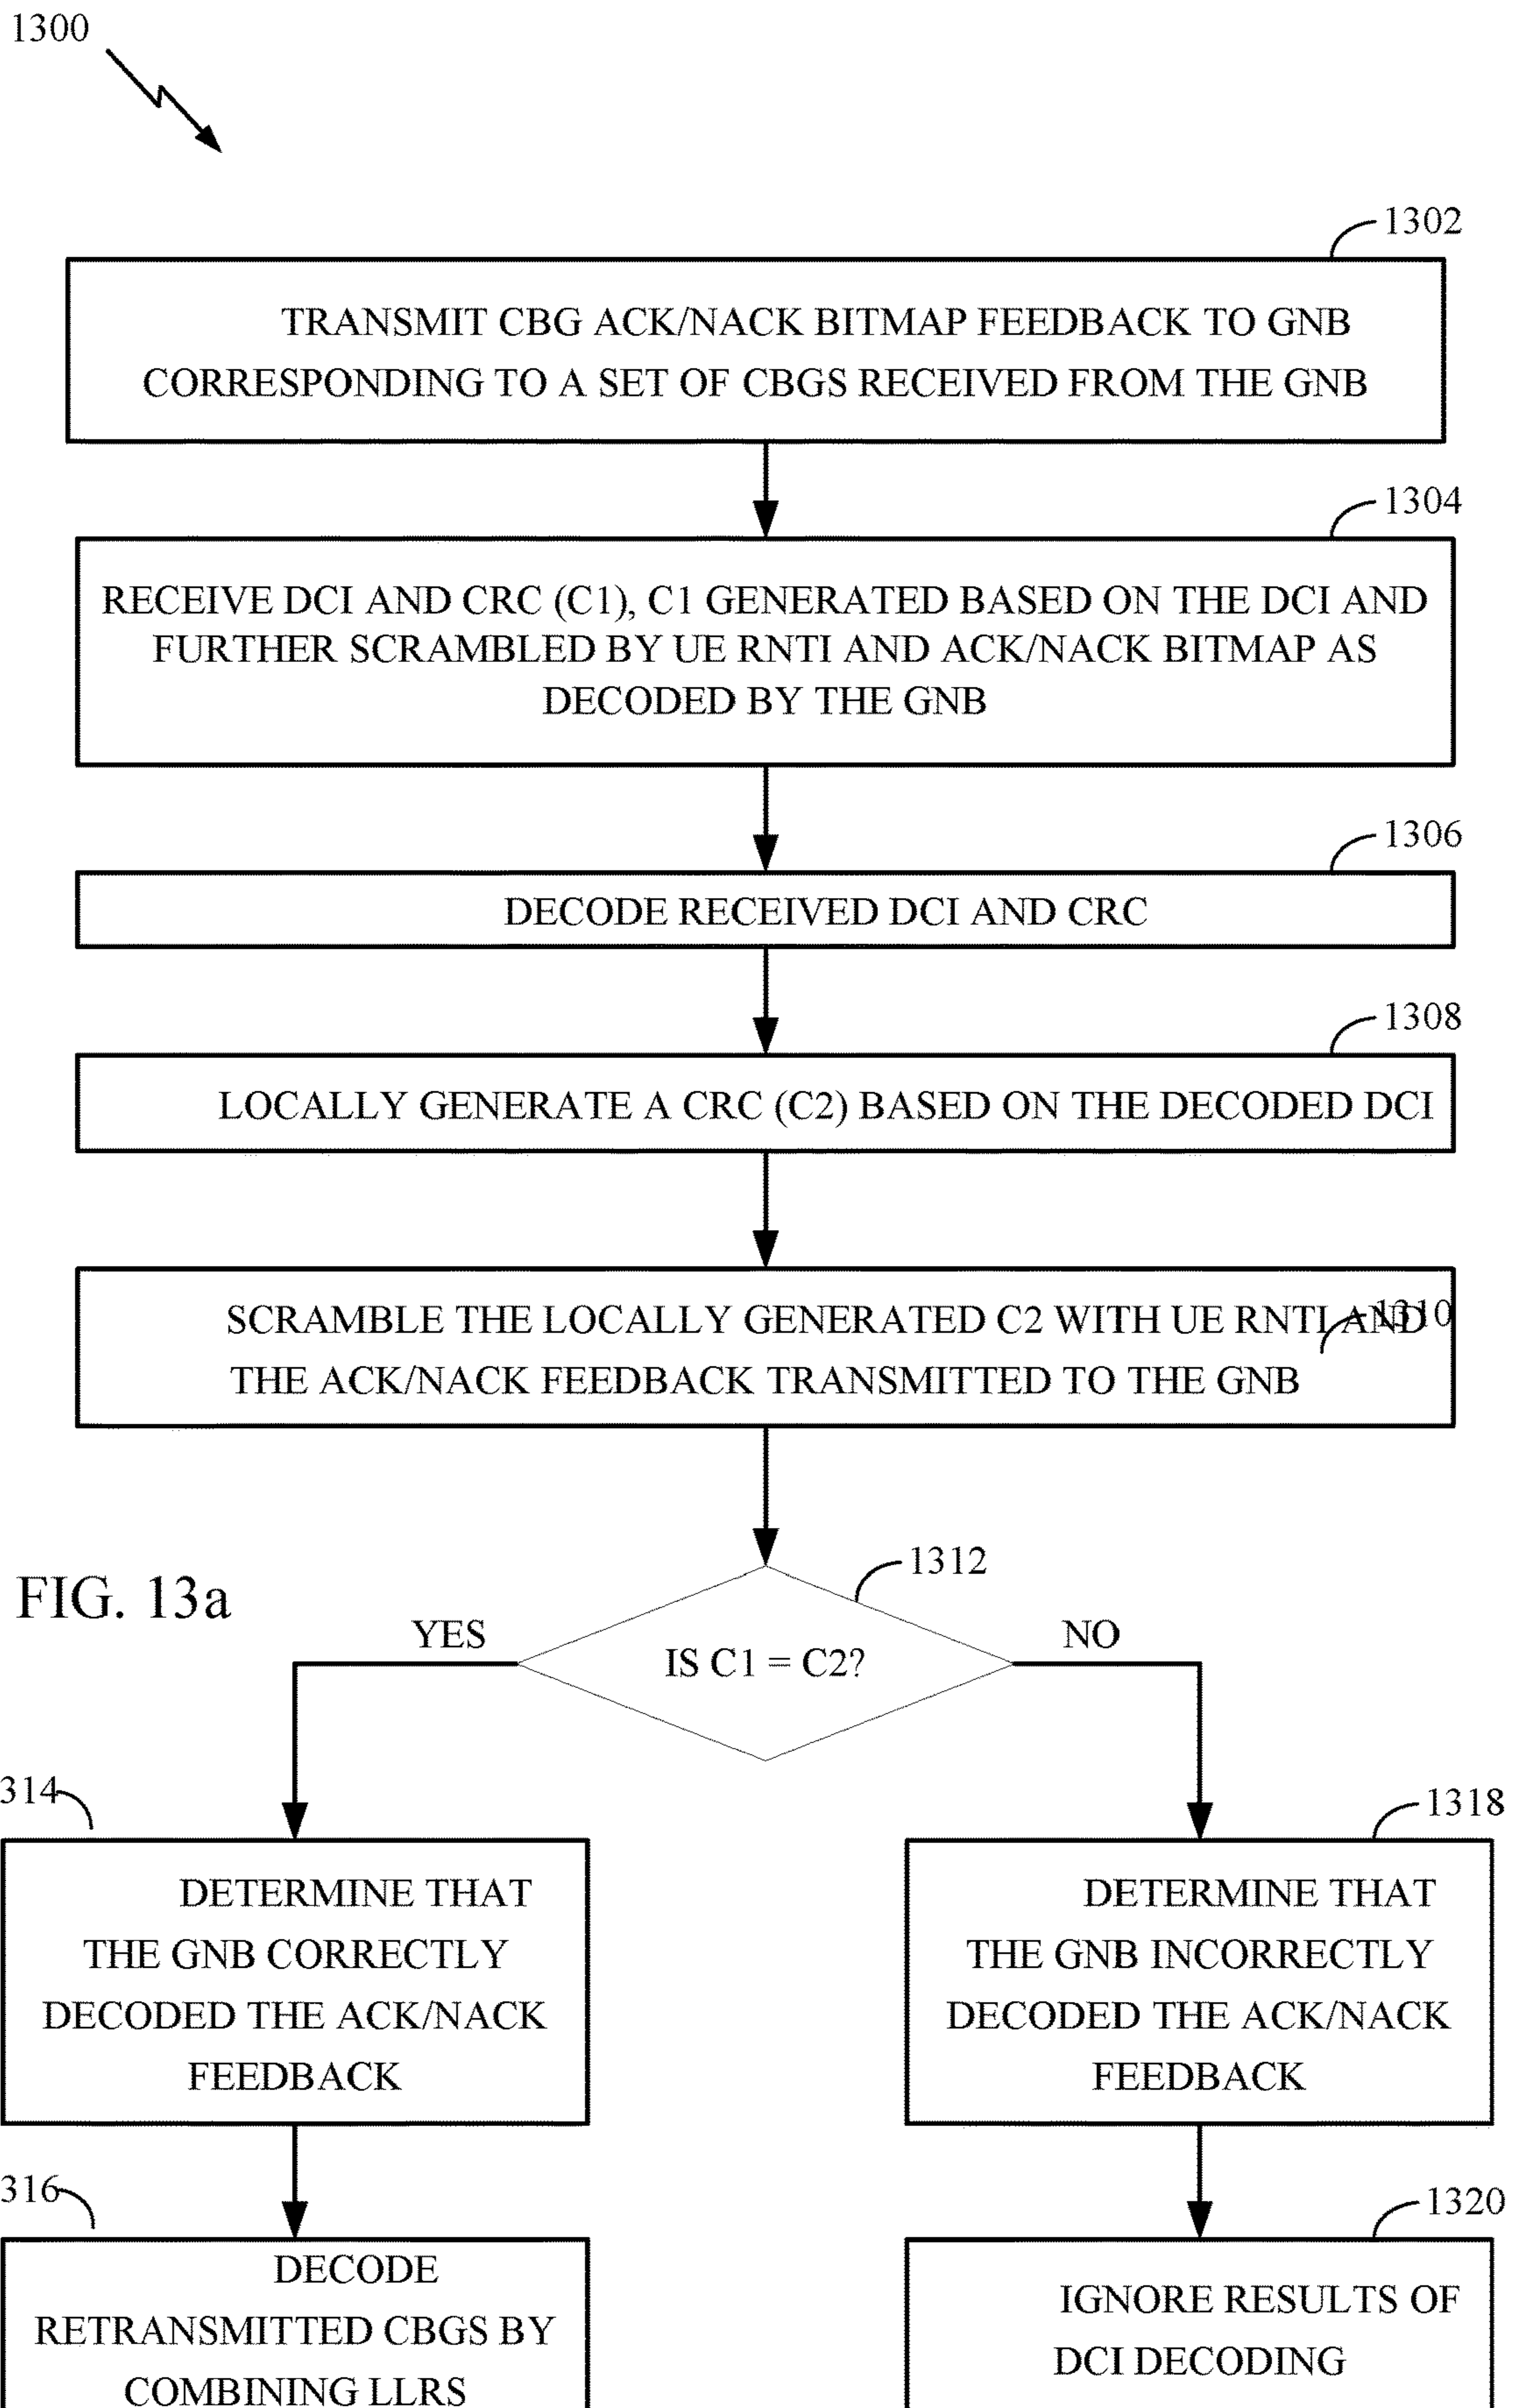 1300
1302
TRANSMIT CBG ACK/NACK BITMAP FEEDBACK TO GNB
CORRESPONDING TO A SET OF CBGS RECEIVED FROM THE GNB
1304
RECEIVE DCI AND CRC (C1), C1 GENERATED BASED ON THE DCI AND
FURTHER SCRAMBLED BY UE RNTI AND ACK/NACK BITMAP AS
DECODED BY THE GNB
1306
DECODE RECEIVED DCI AND CRC
1308
LOCALLY GENERATE A CRC (C2) BASED ON THE DECODED DCI
1310
SCRAMBLE THE LOCALLY GENERATED C2 WITH UE RNTI AND
THE ACK/NACK FEEDBACK TRANSMITTED TO THE GNB
1312
FIG. 13a
YES
IS C1 = C2?
NO
314
DETERMINE THAT
THE GNB CORRECTLY
DECODED THE ACK/NACK
FEEDBACK
1318
DETERMINE THAT
THE GNB INCORRECTLY
DECODED THE ACK/NACK
FEEDBACK
316
DECODE
RETRANSMITTED CBGS BY
COMBINING LLRS
1320
IGNORE RESULTS OF
DCI DECODING